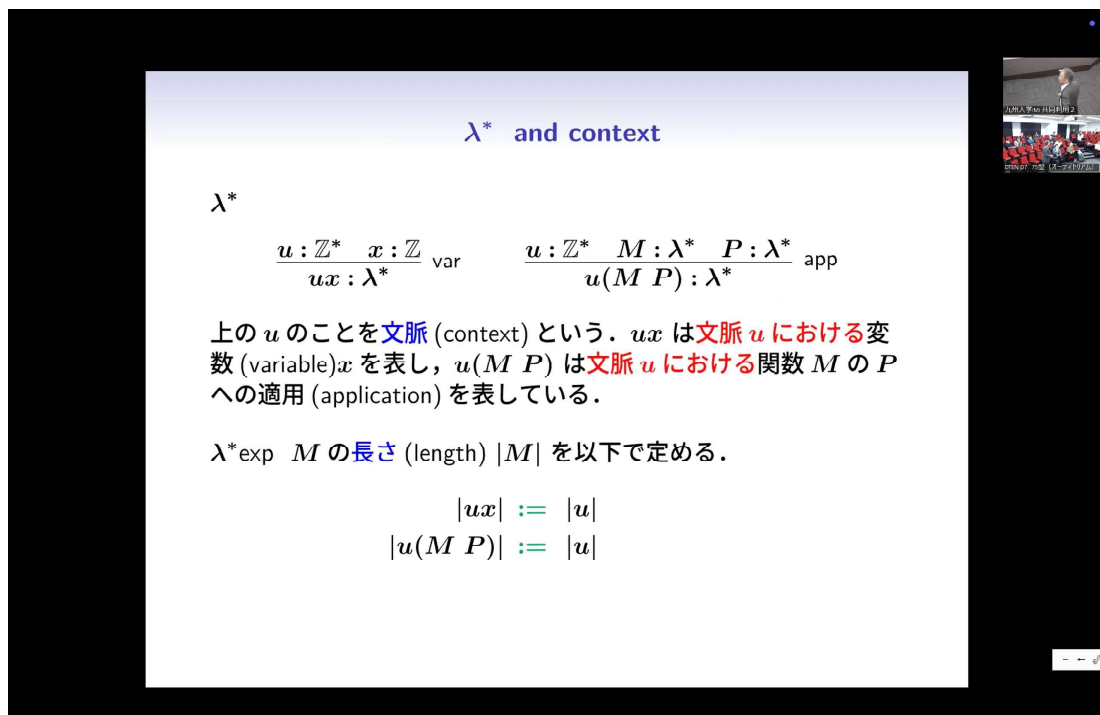 λ* and context
λ*
u : ℤ* x : ℤ
ux : λ*
var
u : ℤ* M : λ* P : λ*
u(M P) : λ*
app
上の u のことを文脈 (context) という．ux は文脈 u における変
数 (variable)x を表し，u(M P) は文脈 u における関数 M の P
への適用 (application) を表している．
λ*exp M の長さ (length) |M| を以下で定める．
|ux| := |u|
|u(M P)| := |u|